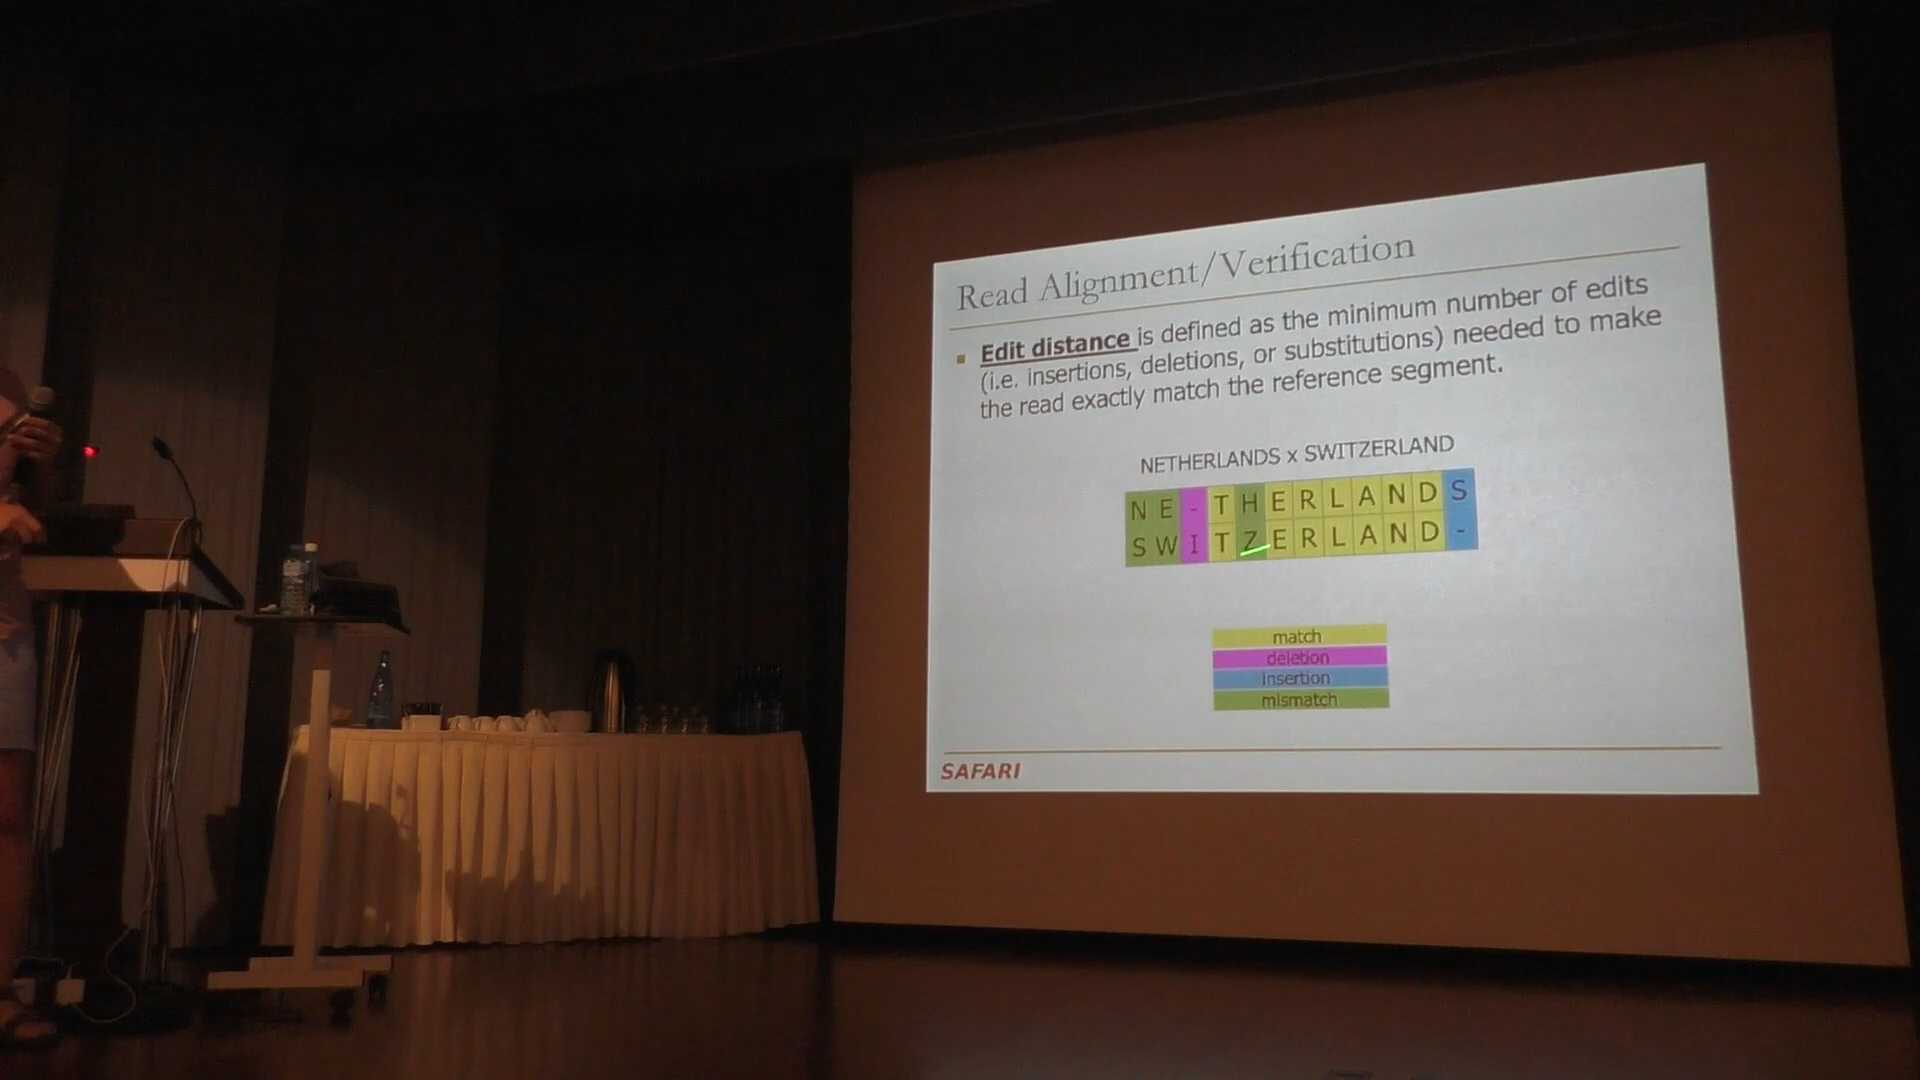 Read Alignment/Verification
▪ Edit distance is defined as the minimum number of edits
(i.e. insertions, deletions, or substitutions) needed to make
the read exactly match the reference segment.
NETHERLANDS x SWITZERLAND
N E - T H E R L A N D S
S W I T Z E R L A N D -
match
deletion
insertion
mismatch
SAFARI